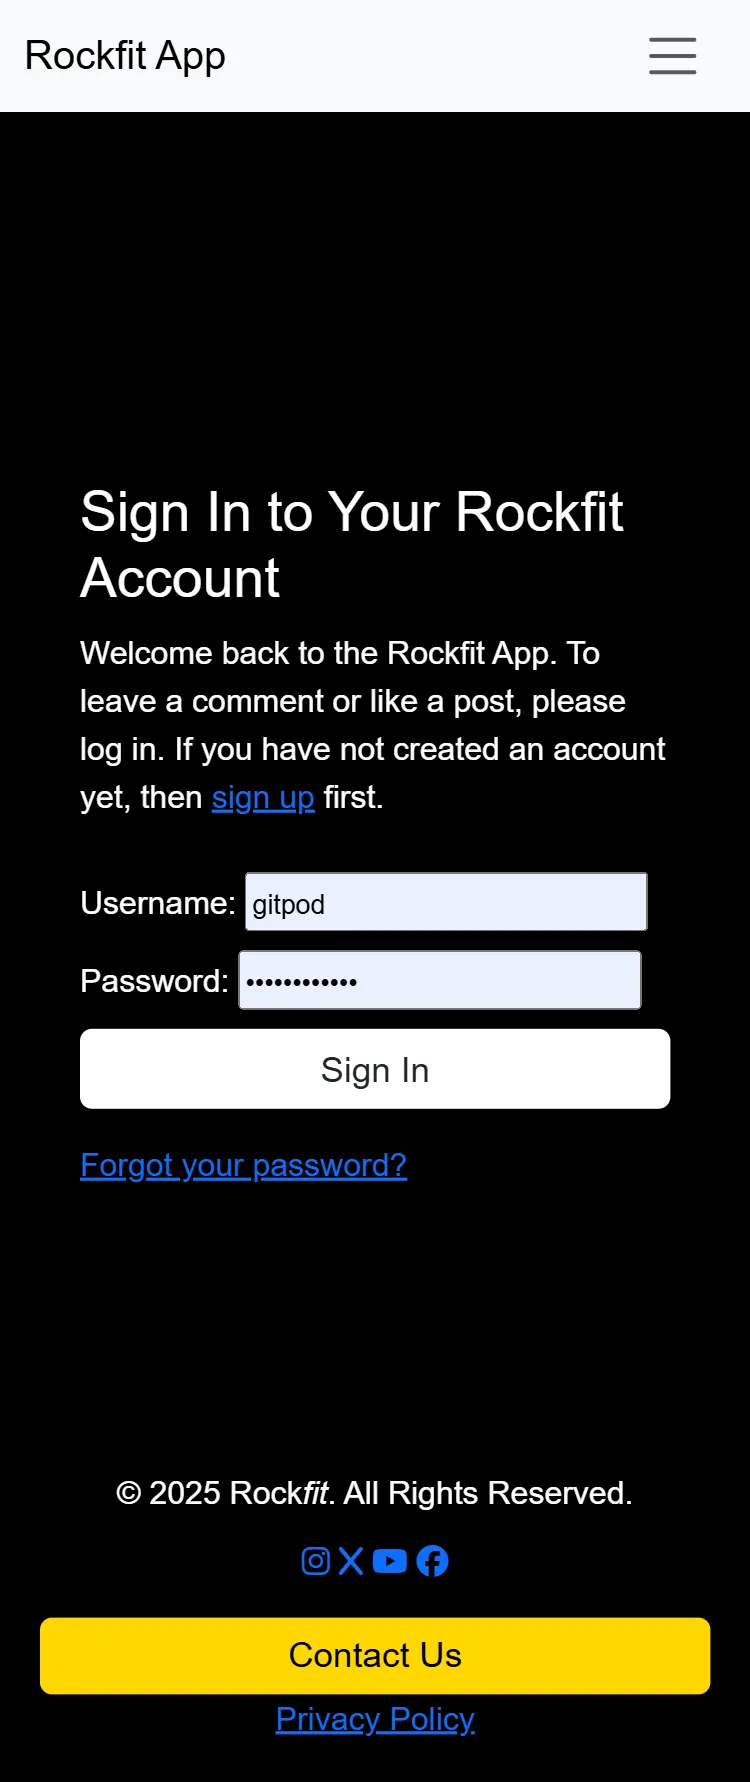 Rockfit App
Sign In to Your Rockfit
Account
Welcome back to the Rockfit App. To
leave a comment or like a post, please
log in. If you have not created an account
yet, then sign up first.
Username: gitpod
Password: ••••••••••••
Sign In
Forgot your password?
© 2025 Rockfit. All Rights Reserved.
Contact Us
Privacy Policy